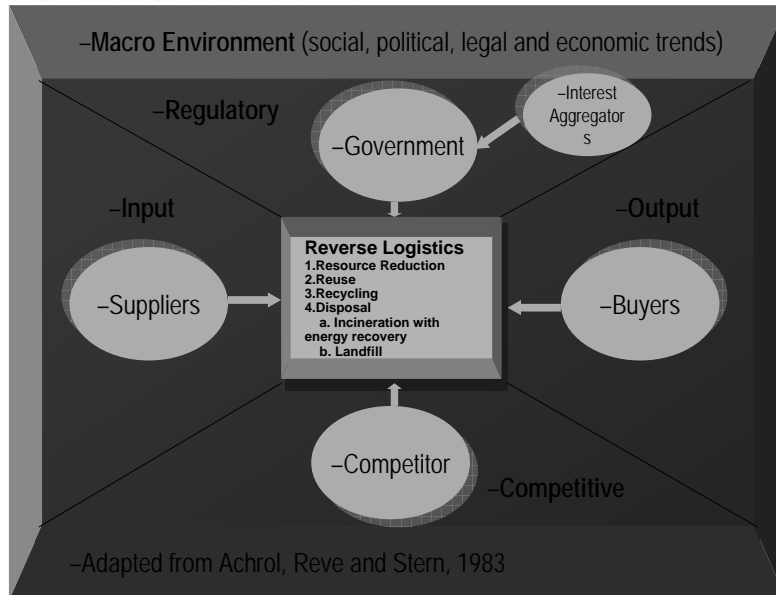 –Macro Environment (social, political, legal and economic trends)
–Regulatory
–Interest
Aggregator
s
–Government
–Input
–Output
–Suppliers
Reverse Logistics
1.Resource Reduction
2.Reuse
3.Recycling
4.Disposal
a. Incineration with
energy recovery
b. Landfill
–Buyers
–Competitor
–Competitive
–Adapted from Achrol, Reve and Stern, 1983